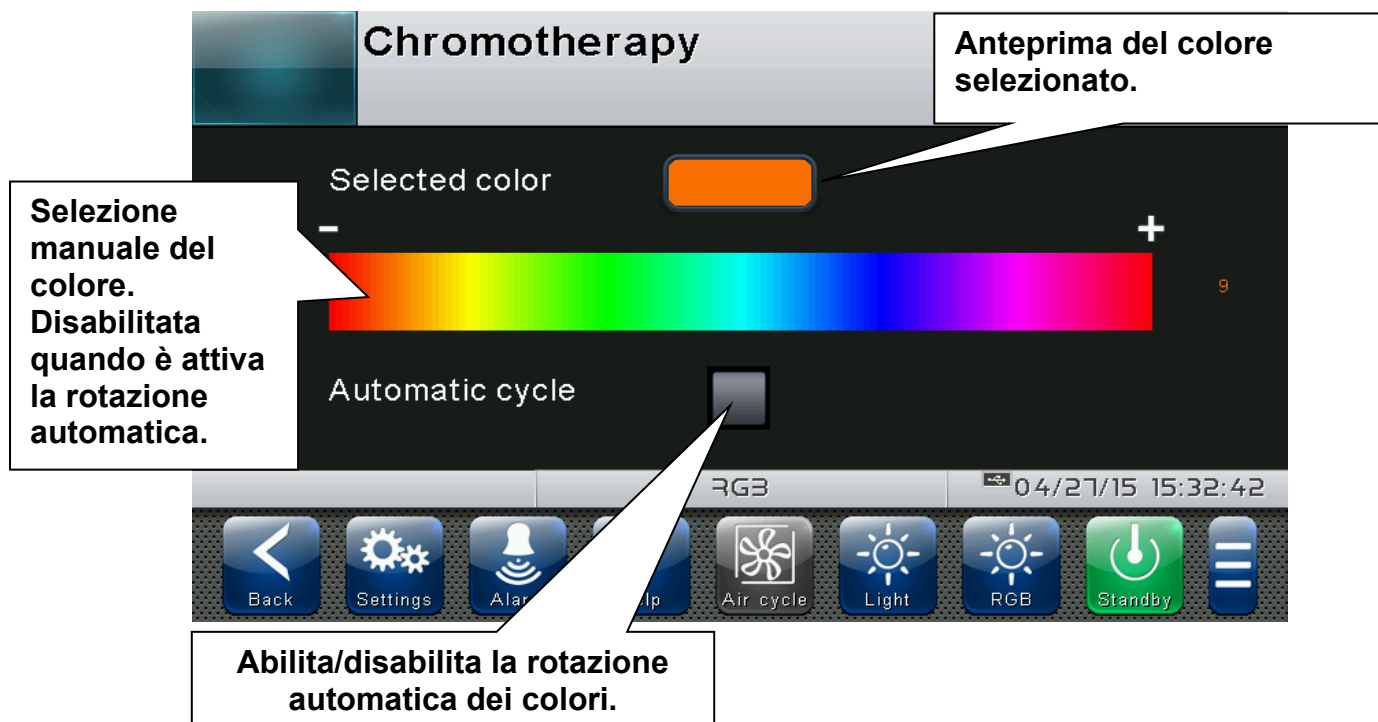 Chromotherapy
Anteprima del colore
selezionato.
Selected color
Selezione
manuale del
colore.
Disabilitata
quando è attiva
la rotazione
automatica.
- +
9
Automatic cycle
RGB
04/27/15 15:32:42
Back
Settings
Air cycle
Light
RGB
Standby
Abilita/disabilita la rotazione
automatica dei colori.